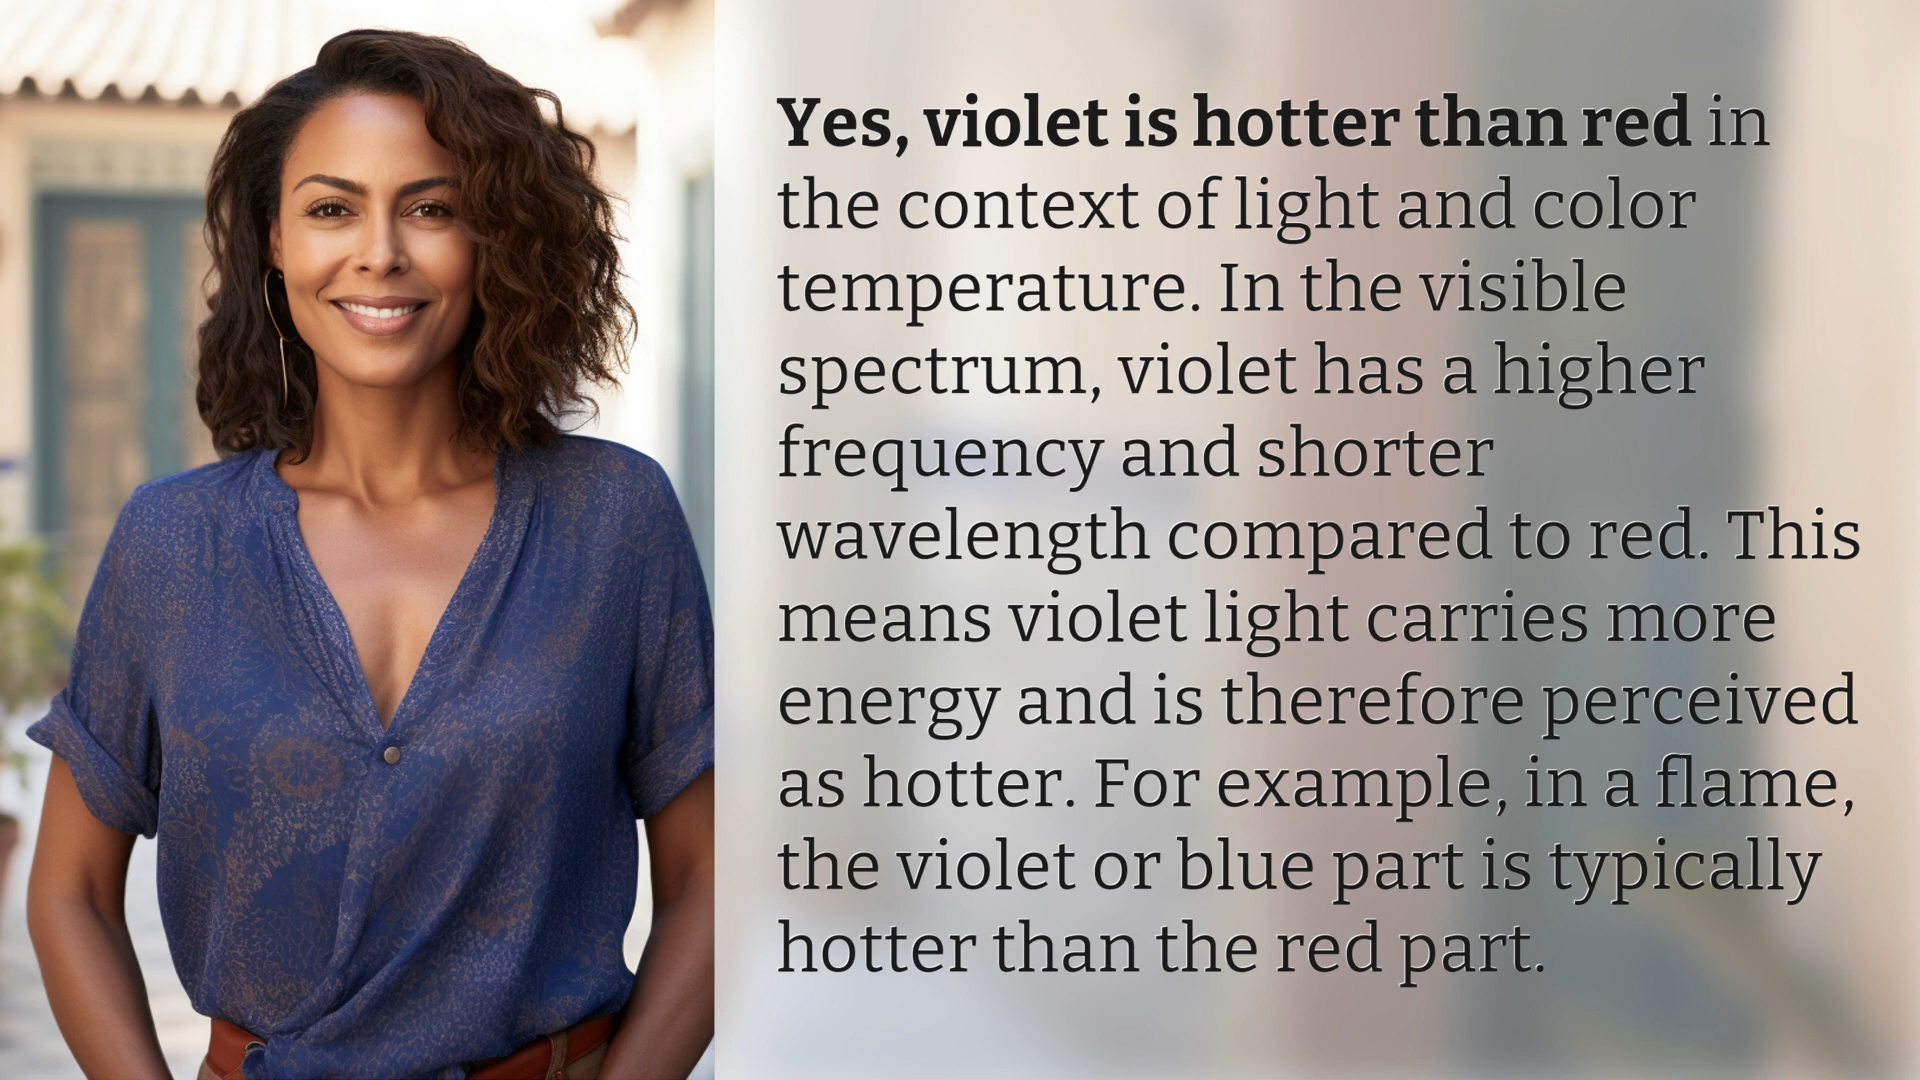 Yes, violet is hotter than red in
the context of light and color
temperature. In the visible
spectrum, violet has a higher
frequency and shorter
wavelength compared to red. This
means violet light carries more
energy and is therefore perceived
as hotter. For example, in a flame,
the violet or blue part is typically
hotter than the red part.